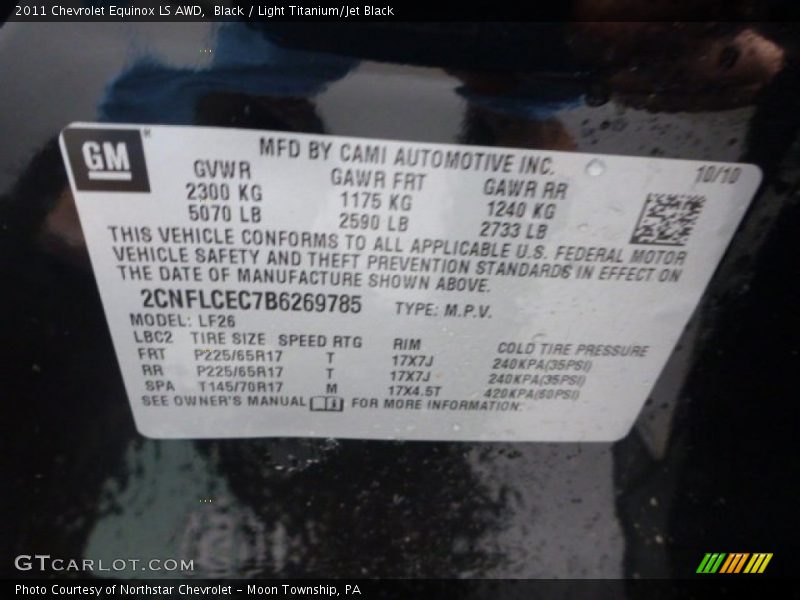 2011 Chevrolet Equinox LS AWD,  Black / Light Titanium/Jet Black
GM
MFD BY CAMI AUTOMOTIVE INC.
10/10
GVWR GAWR FRT GAWR RR
2300 KG 1175 KG 1240 KG
5070 LB 2590 LB 2733 LB
THIS VEHICLE CONFORMS TO ALL APPLICABLE U.S. FEDERAL MOTOR
VEHICLE SAFETY AND THEFT PREVENTION STANDARDS IN EFFECT ON
THE DATE OF MANUFACTURE SHOWN ABOVE.
2CNFLCEC7B6269785 TYPE: M.P.V.
MODEL: LF26
LBC2 TIRE SIZE SPEED RTG RIM COLD TIRE PRESSURE
FRT P225/65R17 T 17X7J 240KPA(35PSI)
RR P225/65R17 T 17X7J 240KPA(35PSI)
SPA T145/70R17 M 17X4.5T 420KPA(60PSI)
SEE OWNER'S MANUAL FOR MORE INFORMATION.
GTCARLOT.COM
Photo Courtesy of Northstar Chevrolet - Moon Township, PA